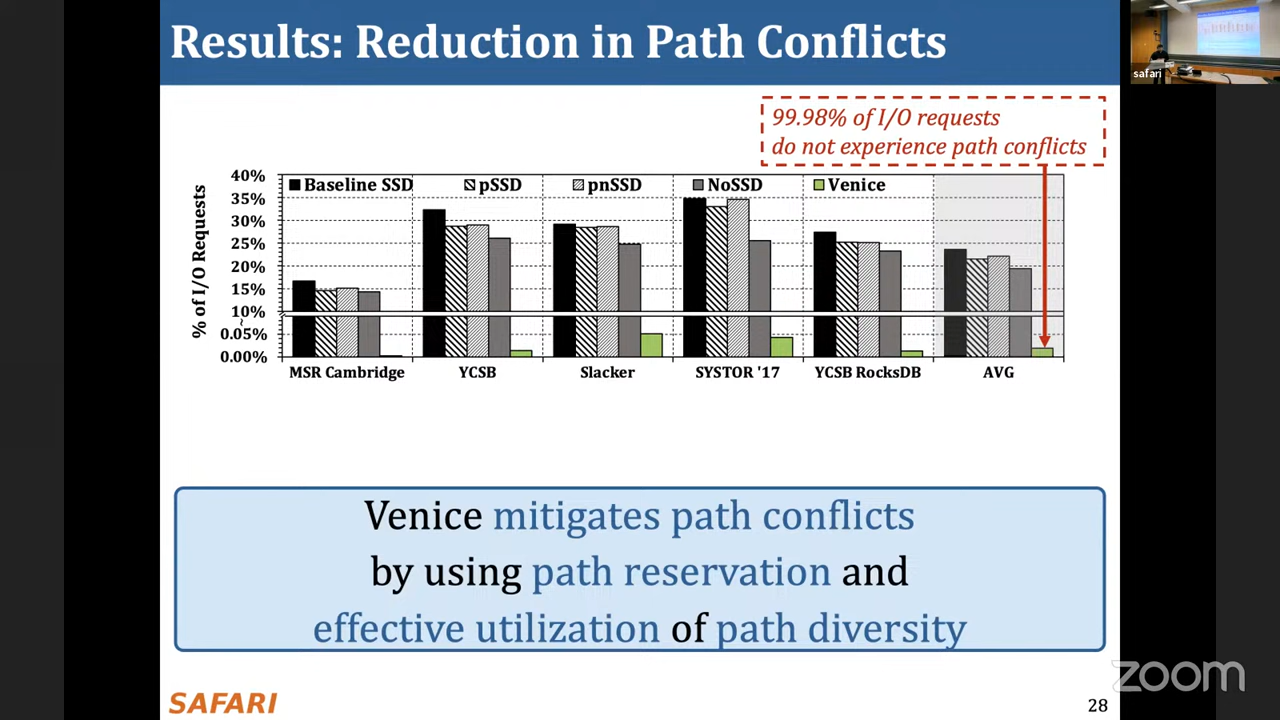 Results: Reduction in Path Conflicts
safari
99.98% of I/O requests
do not experience path conflicts
% of I/O Requests
40%
35%
30%
25%
20%
15%
10%
~
0.05%
0.00%
Baseline SSD
pSSD
pnSSD
NoSSD
Venice
MSR Cambridge
YCSB
Slacker
SYSTOR '17
YCSB RocksDB
AVG
Venice mitigates path conflicts
by using path reservation and
effective utilization of path diversity
SAFARI
28
zoom